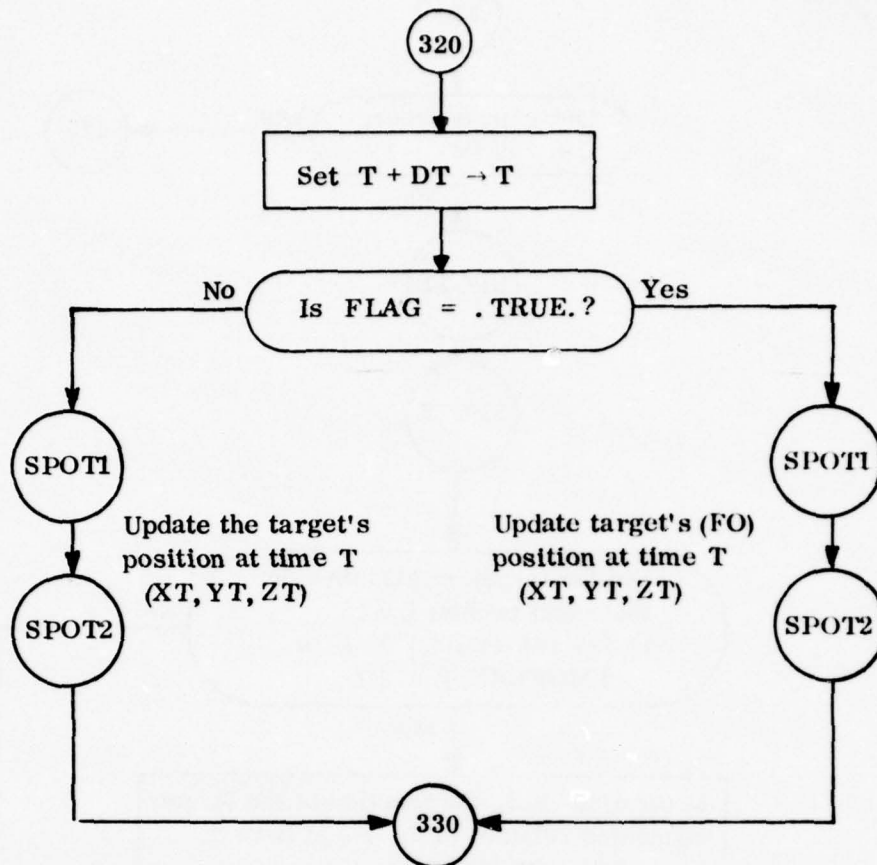 320
Set T + DT → T
No
Is FLAG = .TRUE.?
Yes
SPOT1
SPOT1
Update the target's
position at time T
(XT, YT, ZT)
Update target's (FO)
position at time T
(XT, YT, ZT)
SPOT2
SPOT2
330